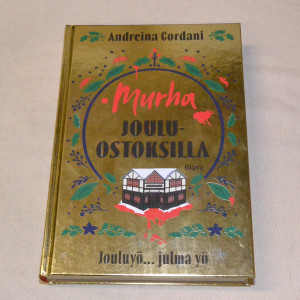 Andreina Cordani
Murha
JOULU-
OSTOKSILLA
Jouluyö... julma yö